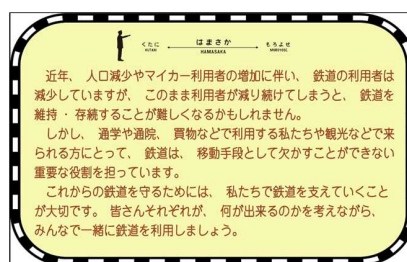 くたに はまさか もろよせ
KUTANI HAMASAKA MOROYOSE
近年、人口減少やマイカー利用者の増加に伴い、鉄道の利用者は
減少していますが、このまま利用者が減り続けてしまうと、鉄道を
維持・存続することが難しくなるかもしれません。
しかし、通学や通院、買物などで利用する私たちや観光などで来
られる方にとって、鉄道は、移動手段として欠かすことができない
重要な役割を担っています。
これからの鉄道を守るためには、私たちで鉄道を支えていくこと
が大切です。皆さんそれぞれが、何が出来るのかを考えながら、
みんなで一緒に鉄道を利用しましょう。